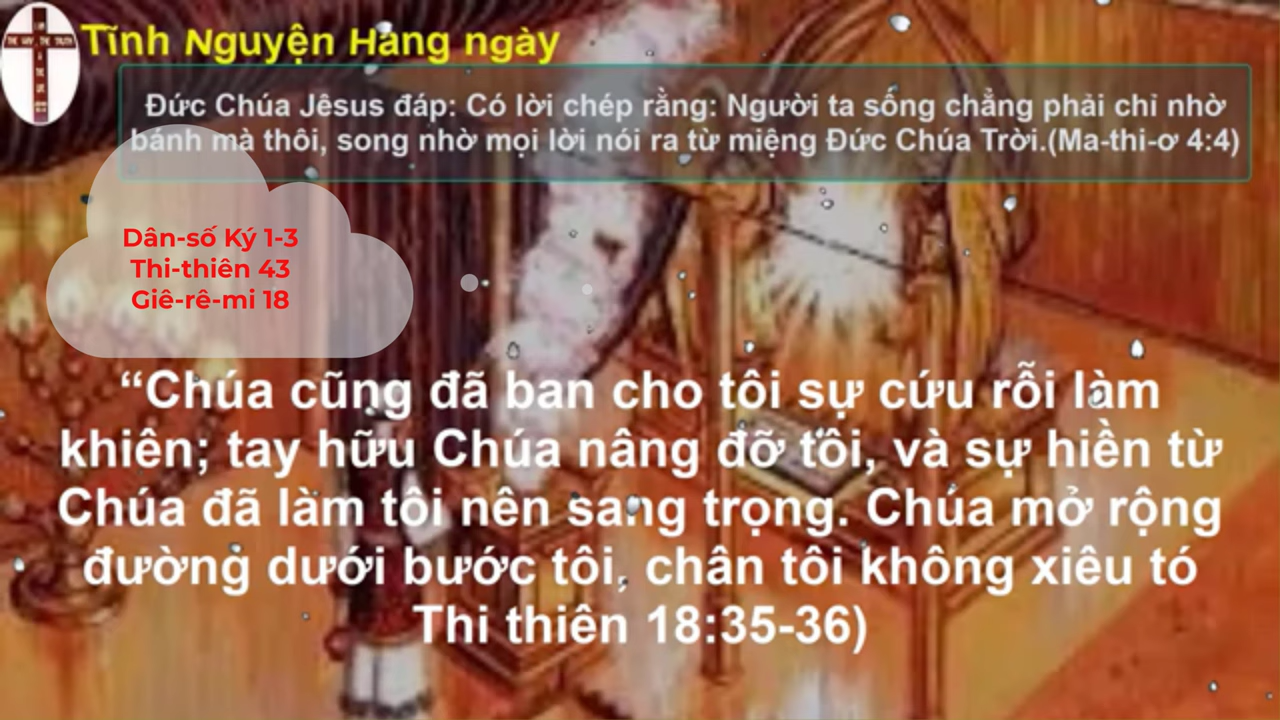 Tĩnh Nguyện Hàng ngày
Đức Chúa Jêsus đáp: Có lời chép rằng: Người ta sống chẳng phải chỉ nhờ
bánh mà thôi, song nhờ mọi lời nói ra từ miệng Đức Chúa Trời.(Ma-thi-ơ 4:4)
Dân-số Ký 1-3
Thi-thiên 43
Giê-rê-mi 18
“Chúa cũng đã ban cho tôi sự cứu rỗi làm
khiên; tay hữu Chúa nâng đỡ tôi, và sự hiền từ
Chúa đã làm tôi nên sang trọng. Chúa mở rộng
đường dưới bước tôi, chân tôi không xiêu tó
Thi thiên 18:35-36)